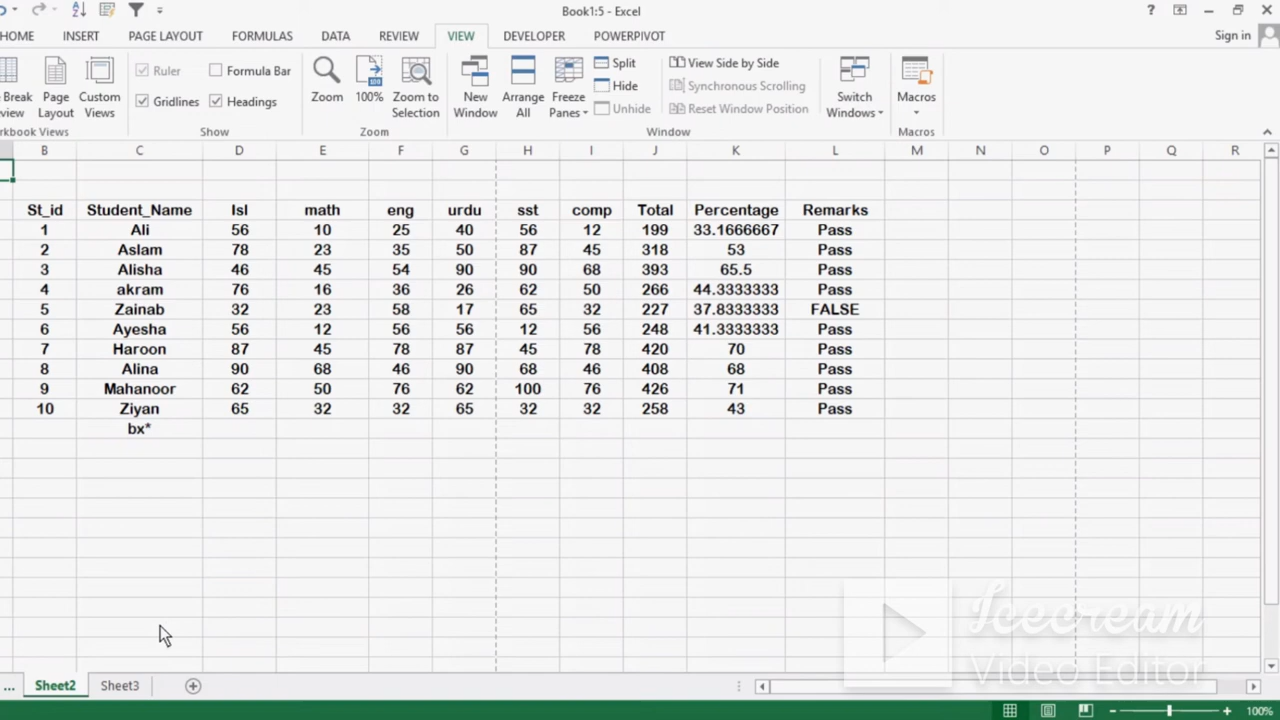 Book1:5 - Excel
Sign in
HOME INSERT PAGE LAYOUT FORMULAS DATA REVIEW VIEW DEVELOPER POWERPIVOT
Break Page Layout Custom Views
Ruler Formula Bar
Gridlines Headings
Zoom 100% Zoom to Selection
New Window Arrange All Freeze Panes
Split View Side by Side
Hide Synchronous Scrolling
Unhide Reset Window Position
Switch Windows Macros
Show Zoom Window Macros
B C D E F G H I J K L M N O P Q R
St_id Student_Name Isl math eng urdu sst comp Total Percentage Remarks
1 Ali 56 10 25 40 56 12 199 33.1666667 Pass
2 Aslam 78 23 35 50 87 45 318 53 Pass
3 Alisha 46 45 54 90 90 68 393 65.5 Pass
4 akram 76 16 36 26 62 50 266 44.3333333 Pass
5 Zainab 32 23 58 17 65 32 227 37.8333333 FALSE
6 Ayesha 56 12 56 56 12 56 248 41.3333333 Pass
7 Haroon 87 45 78 87 45 78 420 70 Pass
8 Alina 90 68 46 90 68 46 408 68 Pass
9 Mahanoor 62 50 76 62 100 76 426 71 Pass
10 Ziyan 65 32 32 65 32 32 258 43 Pass
bx*
Icecream
Video Editor
... Sheet2 Sheet3
100%